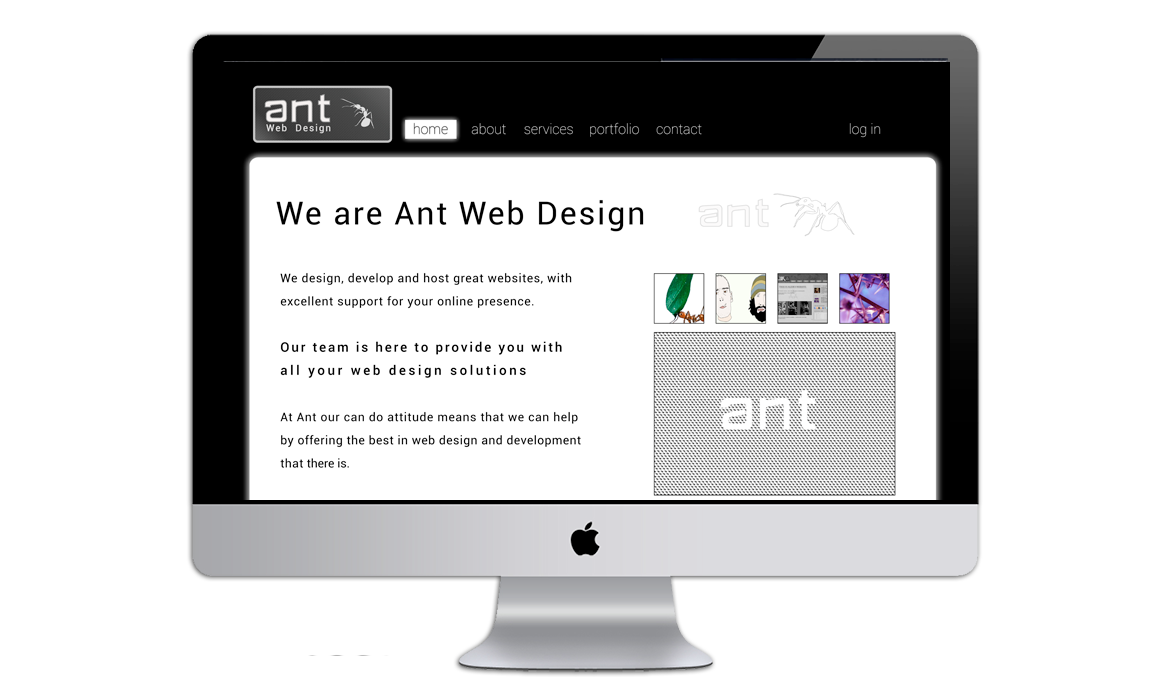 ant
Web Design
home about services portfolio contact log in
We are Ant Web Design
ant
We design, develop and host great websites, with
excellent support for your online presence.
Our team is here to provide you with
all your web design solutions
At Ant our can do attitude means that we can help
by offering the best in web design and development
that there is.
ant